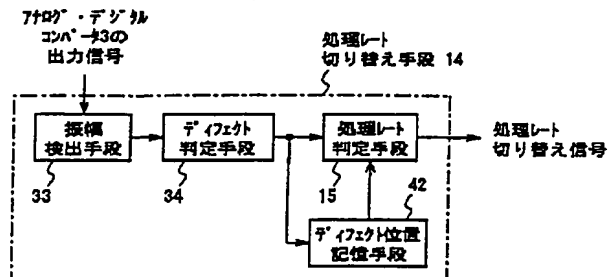 アナログ・デジタル
コンバータ3の
出力信号
処理レート
切り替え手段 14
振幅
検出手段
33
ディフェクト
判定手段
34
処理レート
判定手段
15
処理レート
切り替え信号
42
ディフェクト位置
記憶手段